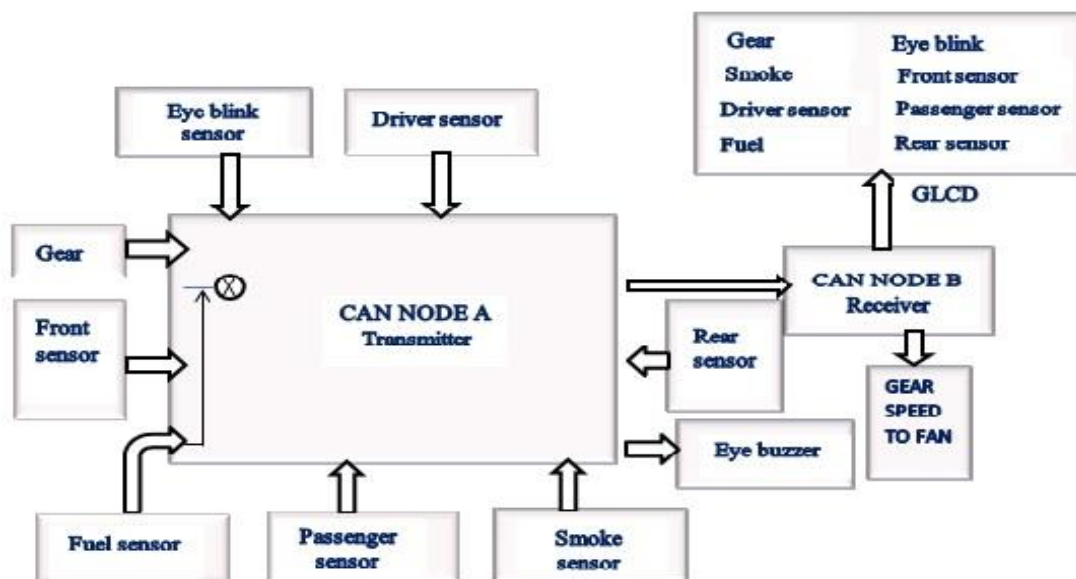 Gear
Eye blink
Smoke
Front sensor
Driver sensor
Passenger sensor
Fuel
Rear sensor
GLCD
Eye blink
sensor
Driver sensor
Gear
Front
sensor
CAN NODE A
Transmitter
CAN NODE B
Receiver
Rear
sensor
GEAR
SPEED
TO FAN
Eye buzzer
Fuel sensor
Passenger
sensor
Smoke
sensor